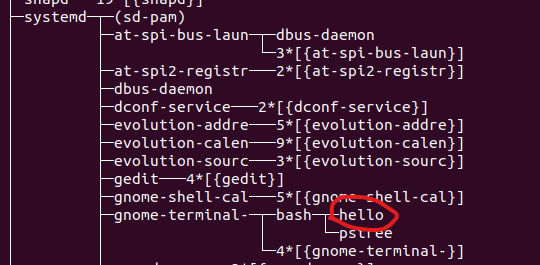 snapd───19*[{snapd}]
systemd───(sd-pam)
at-spi-bus-laun───dbus-daemon
3*[{at-spi-bus-laun}]
at-spi2-registr───2*[{at-spi2-registr}]
dbus-daemon
dconf-service───2*[{dconf-service}]
evolution-addre───5*[{evolution-addre}]
evolution-calen───9*[{evolution-calen}]
evolution-sourc───3*[{evolution-sourc}]
gedit───4*[{gedit}]
gnome-shell-cal───5*[{gnome-shell-cal}]
gnome-terminal-───bash───hello
pstree
4*[{gnome-terminal-}]